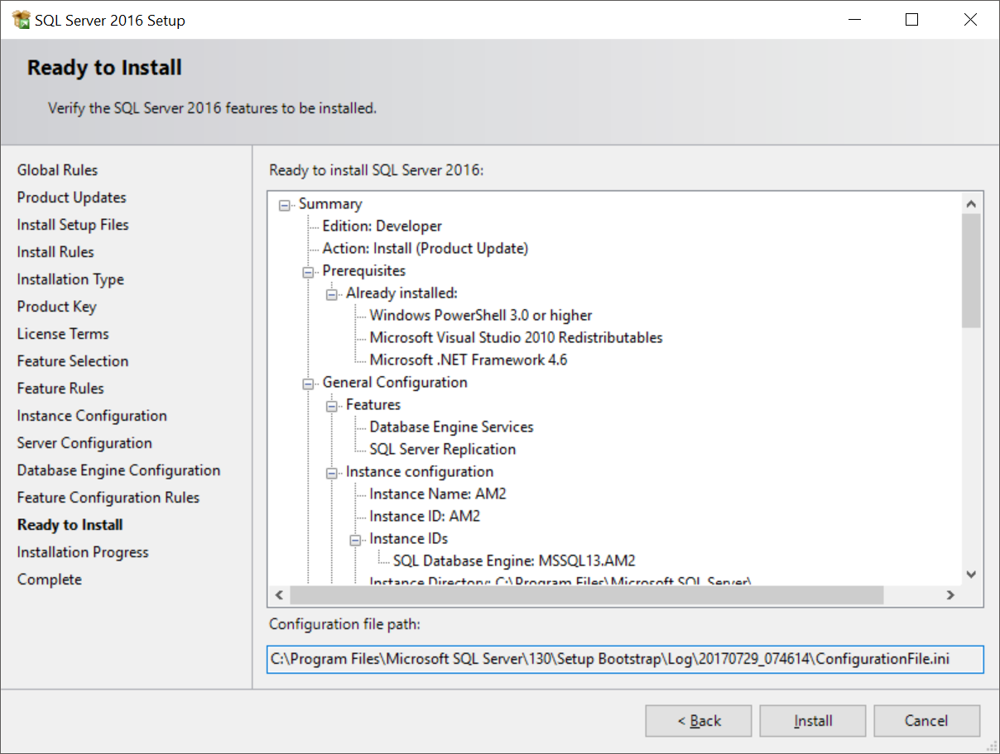 SQL Server 2016 Setup
Ready to Install
Verify the SQL Server 2016 features to be installed.
Global Rules
Product Updates
Install Setup Files
Install Rules
Installation Type
Product Key
License Terms
Feature Selection
Feature Rules
Instance Configuration
Server Configuration
Database Engine Configuration
Feature Configuration Rules
Ready to Install
Installation Progress
Complete
Ready to install SQL Server 2016:
Summary
Edition: Developer
Action: Install (Product Update)
Prerequisites
Already installed:
Windows PowerShell 3.0 or higher
Microsoft Visual Studio 2010 Redistributables
Microsoft .NET Framework 4.6
General Configuration
Features
Database Engine Services
SQL Server Replication
Instance configuration
Instance Name: AM2
Instance ID: AM2
Instance IDs
SQL Database Engine: MSSQL13.AM2
Instance Directory: C:\Program Files\Microsoft SQL Server\
Configuration file path:
C:\Program Files\Microsoft SQL Server\130\Setup Bootstrap\Log\20170729_074614\ConfigurationFile.ini
< Back
Install
Cancel